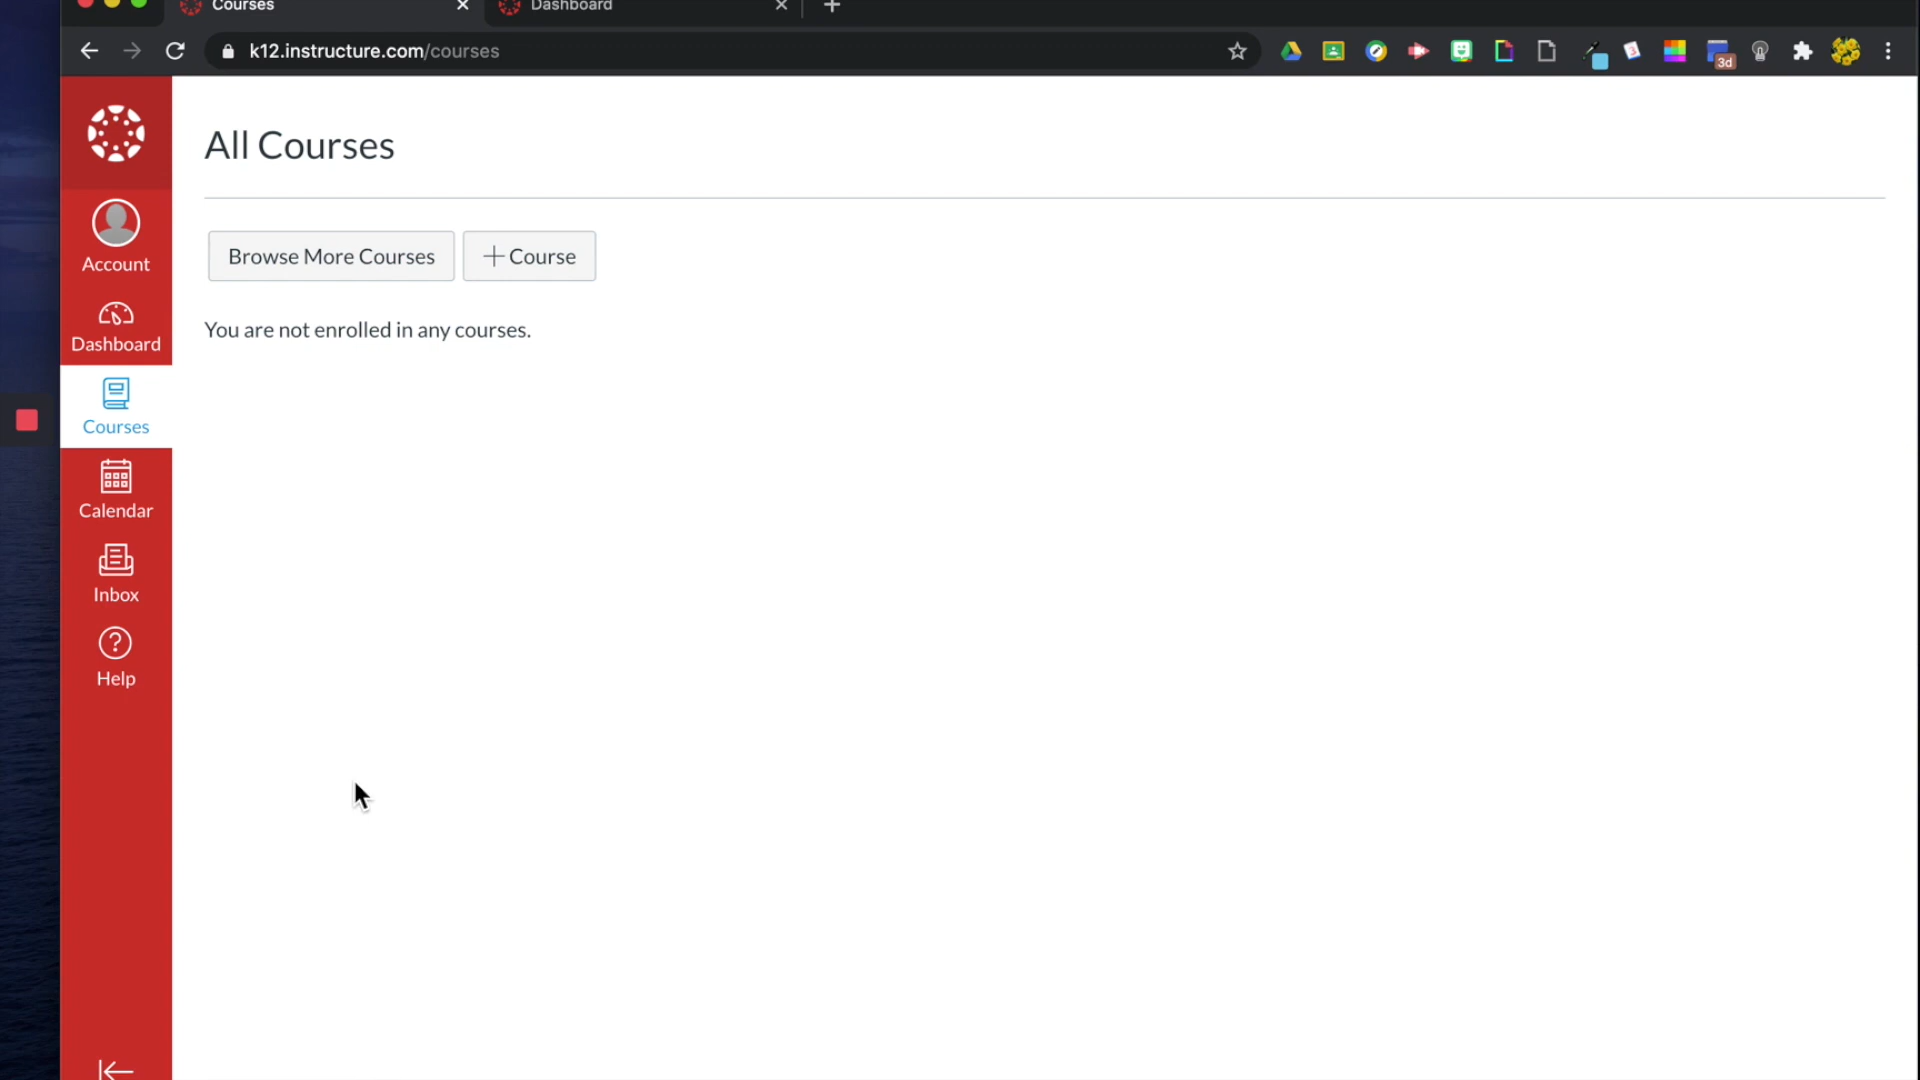 Courses
Dashboard
k12.instructure.com/courses
3d
All Courses
Account
Browse More Courses
Course
Dashboard
You are not enrolled in any courses.
Courses
Calendar
Inbox
Help